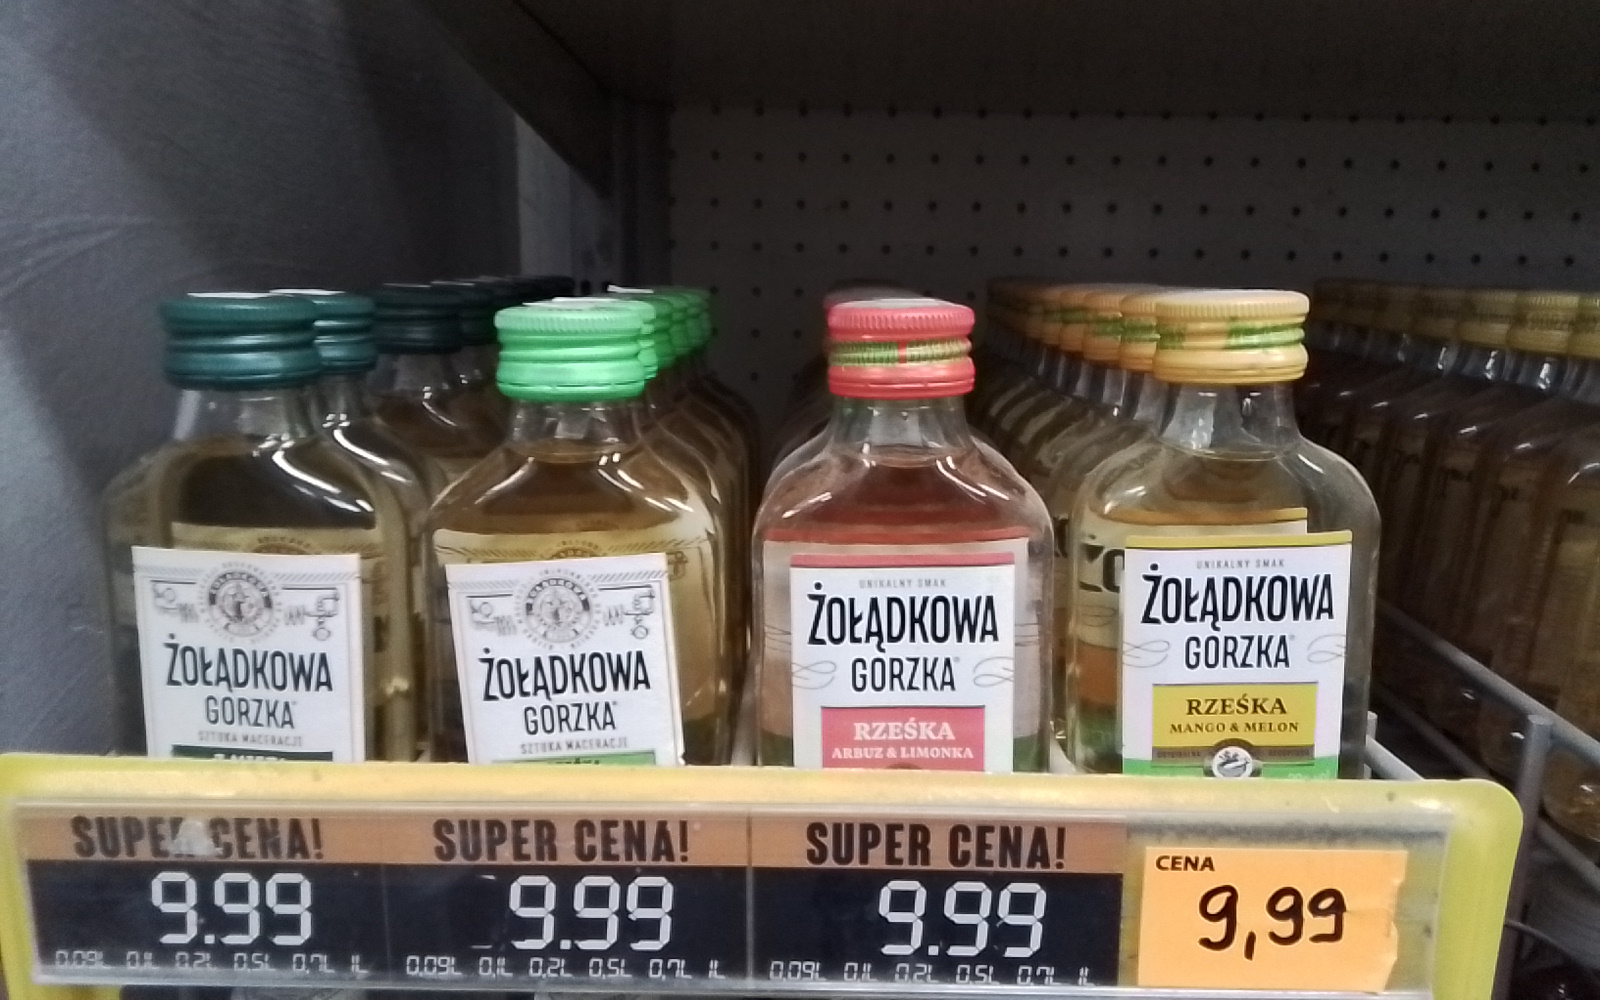 ŻOŁĄDKOWA
GORZKA
SZTUKA MACERACJI
ŻOŁĄDKOWA
GORZKA
SZTUKA MACERACJI
UNIKALNY SMAK
ŻOŁĄDKOWA
GORZKA
RZEŚKA
ARBUZ & LIMONKA
UNIKALNY SMAK
ŻOŁĄDKOWA
GORZKA
RZEŚKA
MANGO & MELON
SUPER CENA!
9.99
0.09L 0.1L 0.2L 0.5L 0.7L 1L
SUPER CENA!
9.99
0,09L 0,1L 0,2L 0,5L 0,7L 1L
SUPER CENA!
9.99
0.09L 0.1L 0.2L 0.5L 0.7L 1L
CENA
9,99